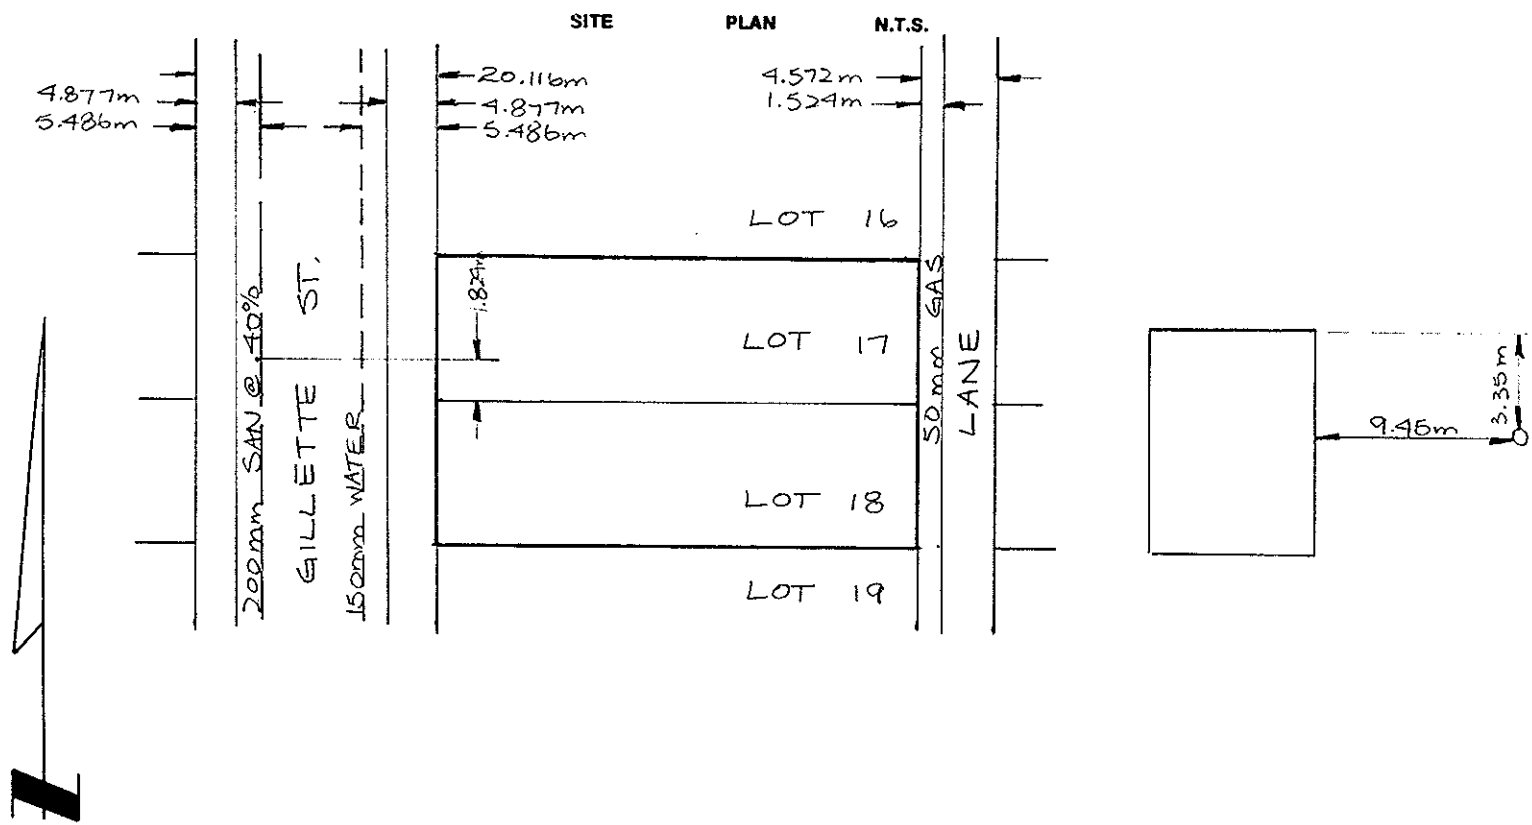 SITE PLAN N.T.S.
20.116m
4.572m
4.877m
4.877m
1.524m
5.486m
5.486m
LOT 16
1.829m
200mm SAN @ .40%
GILLETTE ST.
150mm WATER
LOT 17
50mm GAS
LANE
3.35m
9.45m
LOT 18
LOT 19
N